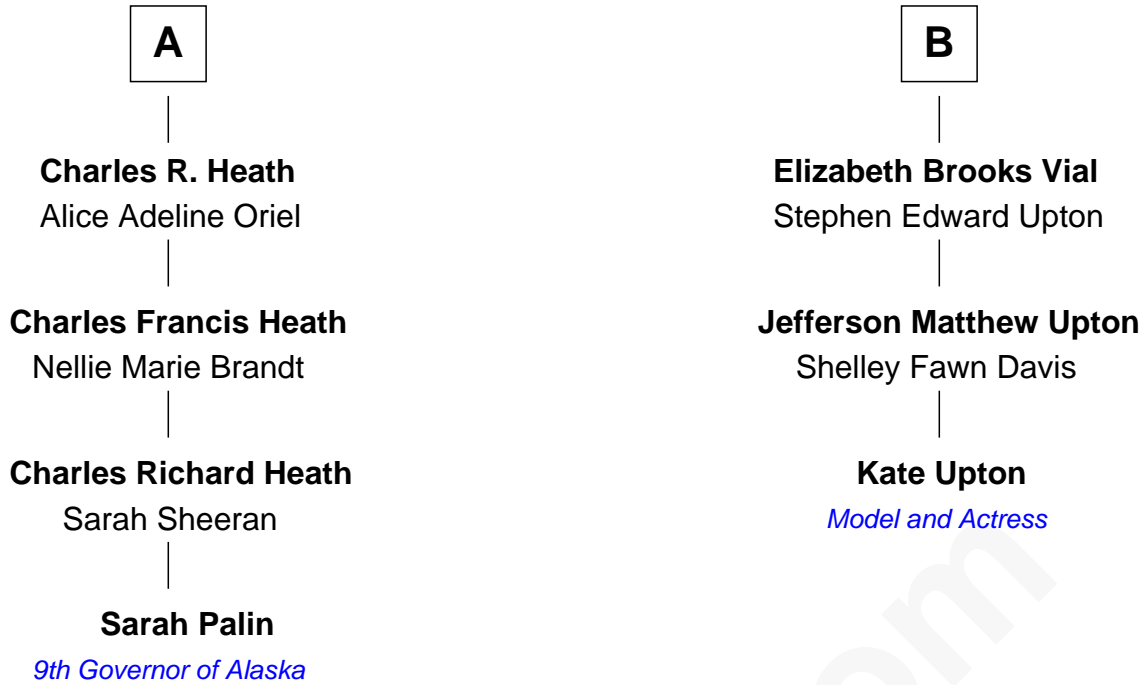 A
Charles R. Heath
Alice Adeline Oriel
Charles Francis Heath
Nellie Marie Brandt
Charles Richard Heath
Sarah Sheeran
Sarah Palin
9th Governor of Alaska
B
Elizabeth Brooks Vial
Stephen Edward Upton
Jefferson Matthew Upton
Shelley Fawn Davis
Kate Upton
Model and Actress
om